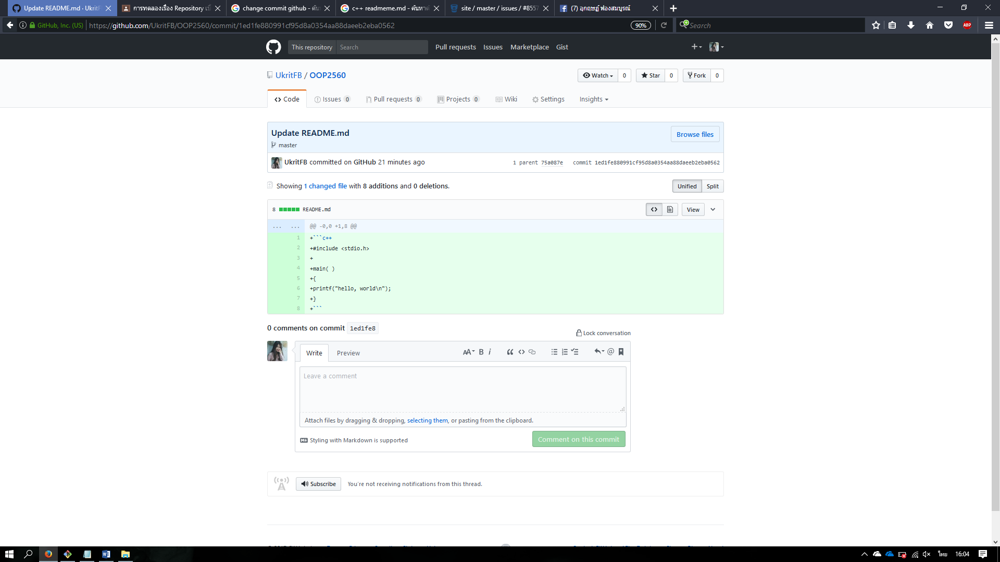 Update README.md · UkritF
การทดลองเรื่อง Repository เบื
change commit github - ค้นห
c++ readmeme.md - ค้นหาด้
site / master / issues / #8557
(7) อุกฤษฏ์ ฟองสมบูรณ์
GitHub, Inc. (US)
https://github.com/UkritFB/OOP2560/commit/1ed1fe880991cf95d8a0354aa88daeeb2eba0562
90%
Search
ABP
This repository
Search
Pull requests
Issues
Marketplace
Gist
UkritFB / OOP2560
Watch 0
Star 0
Fork 0
Code
Issues 0
Pull requests 0
Projects 0
Wiki
Settings
Insights
Update README.md
Browse files
master
UkritFB committed on GitHub 21 minutes ago
1 parent 75a087e commit 1ed1fe880991cf95d8a0354aa88daeeb2eba0562
Showing 1 changed file with 8 additions and 0 deletions.
Unified
Split
8 README.md
View
... ... @@ -0,0 +1,8 @@
1 +```c++
2 +#include <stdio.h>
3 +
4 +main( )
5 +{
6 +printf("hello, world\n");
7 +}
8 +```
0 comments on commit 1ed1fe8
Lock conversation
Write
Preview
AA B i
Leave a comment
Attach files by dragging & dropping, selecting them, or pasting from the clipboard.
Styling with Markdown is supported
Comment on this commit
Subscribe
You're not receiving notifications from this thread.
ไทย
16:04